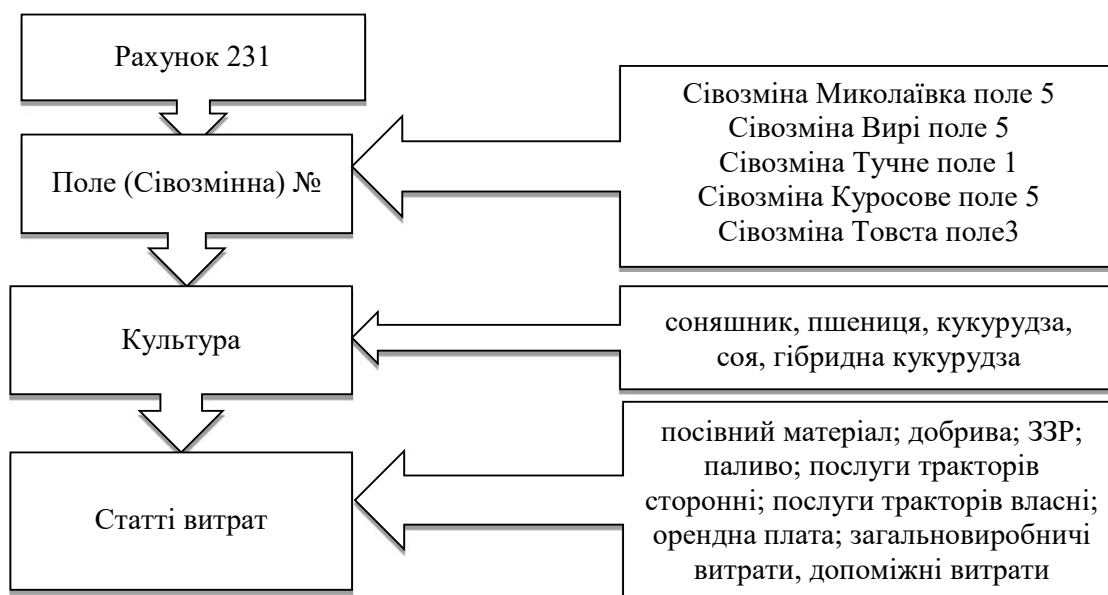 Рахунок 231
Сівозміна Миколаївка поле 5
Сівозміна Вирі поле 5
Сівозміна Тучне поле 1
Сівозміна Куросове поле 5
Сівозміна Товста поле3
Поле (Сівозмінна) №
Культура
соняшник, пшениця, кукурудза,
соя, гібридна кукурудза
Статті витрат
посівний матеріал; добрива; ЗЗР;
паливо; послуги тракторів
сторонні; послуги тракторів власні;
орендна плата; загальновиробничі
витрати, допоміжні витрати